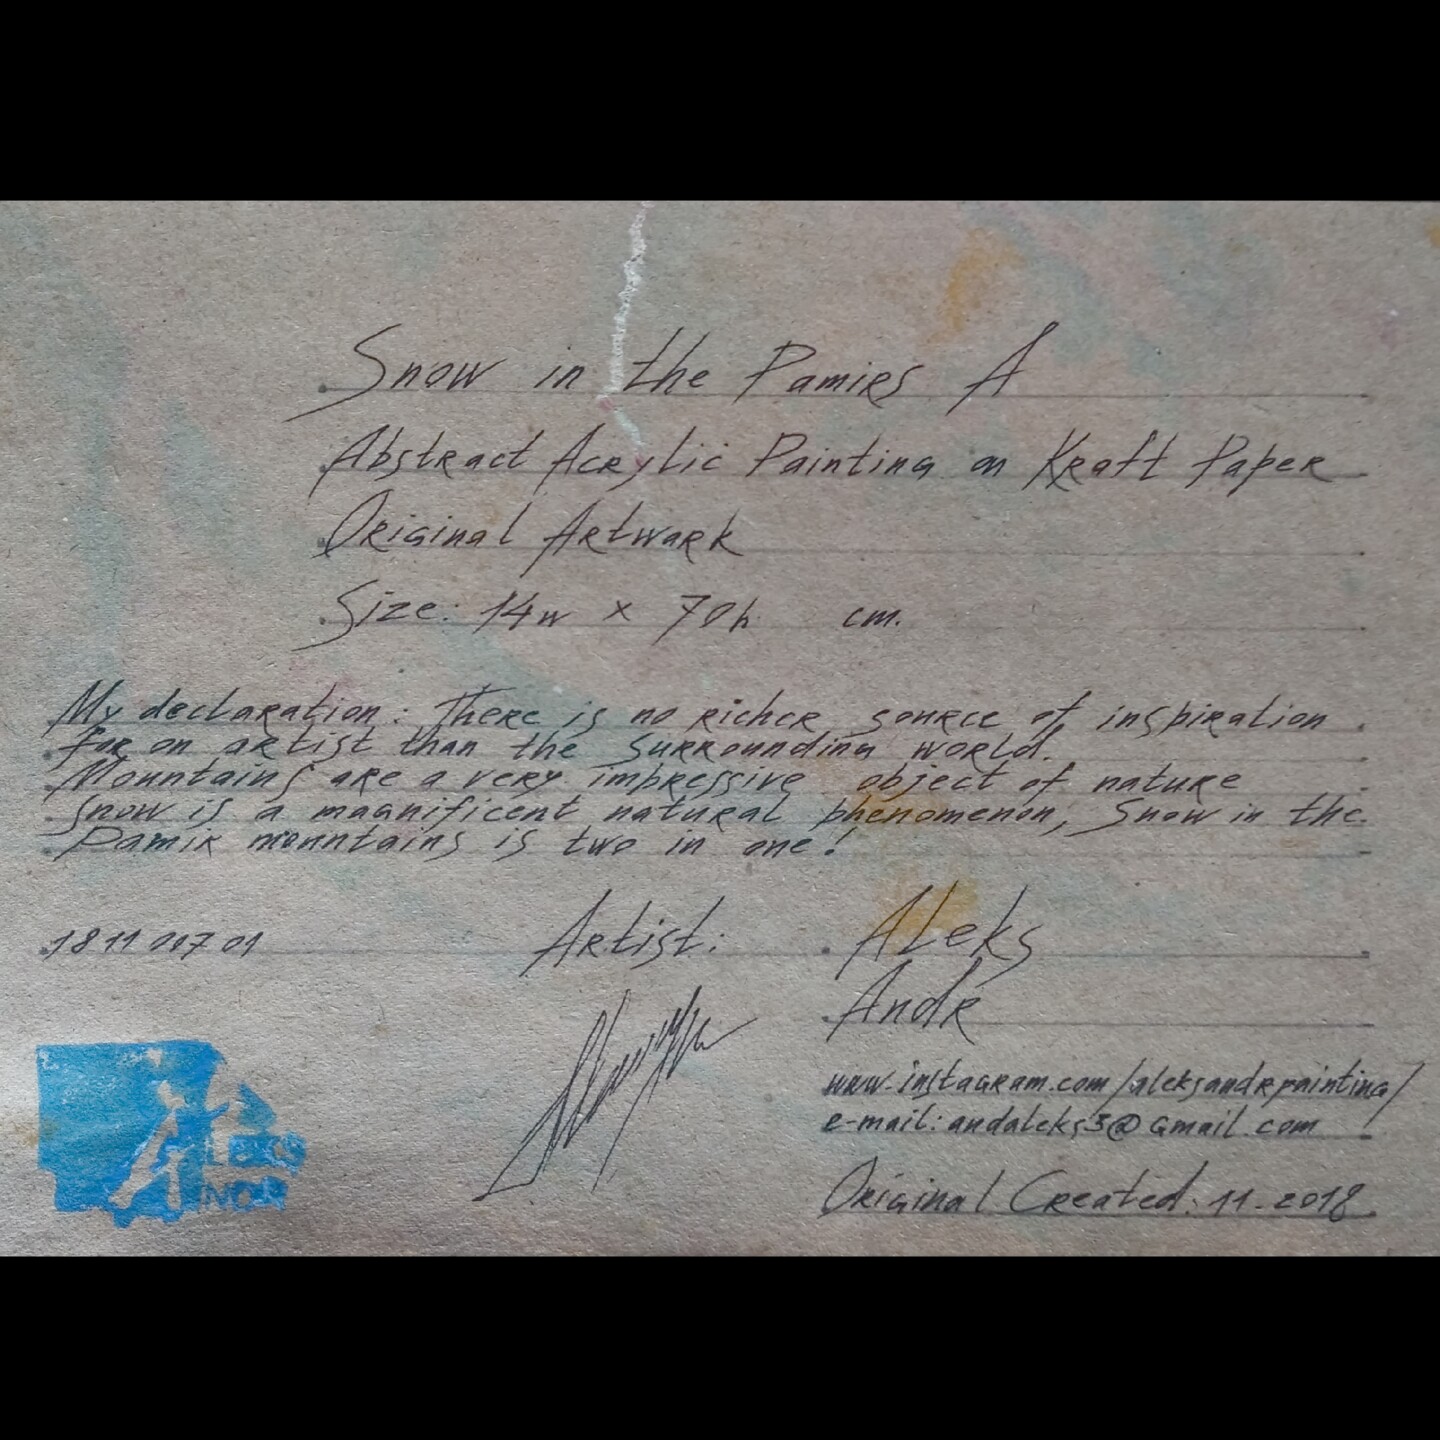 Snow in the Pamirs A
Abstract Acrylic Painting on Kraft Paper
Original Artwork
Size: 14w x 70h cm.
My declaration: There is no richer source of inspiration
for an artist than the surrounding world.
Mountains are a very impressive object of nature
snow is a magnificent natural phenomenon, Snow in the
Pamir mountains is two in one!
1811 007 01 Artist: Aleks
Andr
www.instagram.com/aleksandrpainting/
e-mail: andaleks3@Gmail.com
Original Created: 11.2018